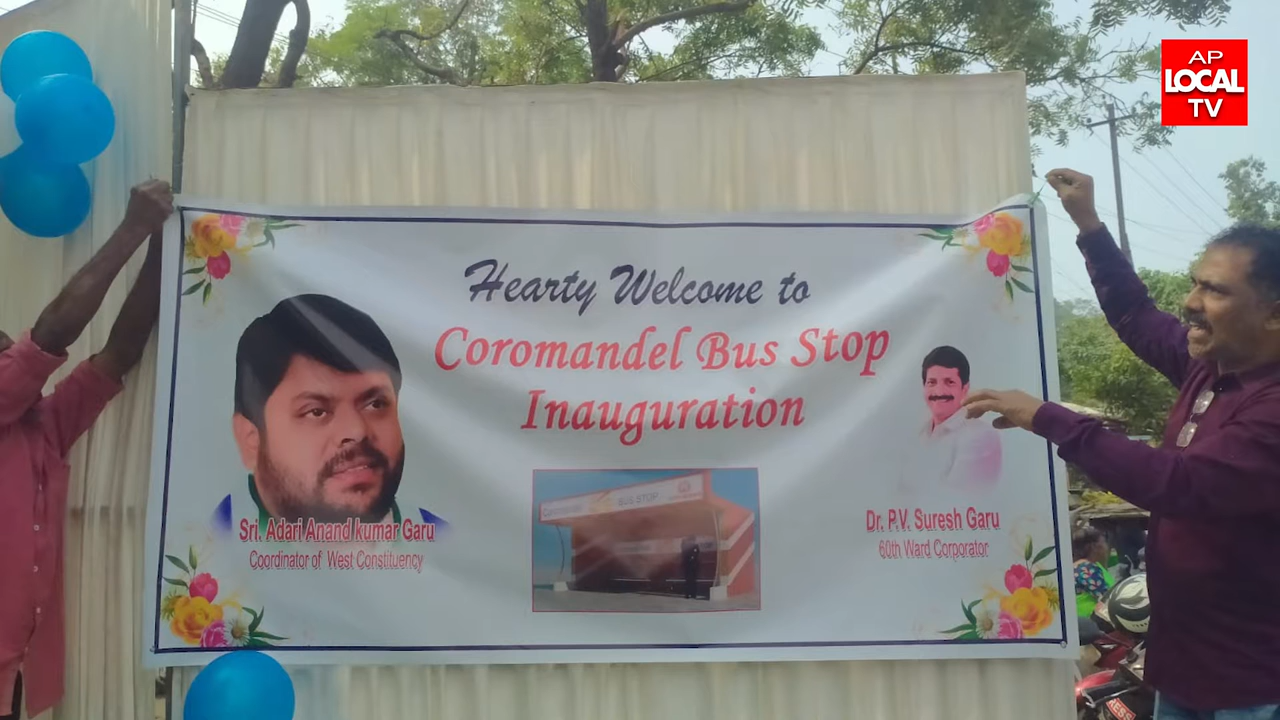 AP
LOCAL
TV
Hearty Welcome to
Coromandel Bus Stop
Inauguration
BUS STOP
Sri. Adari Anand kumar Garu
Coordinator of West Constituency
Dr. P.V. Suresh Garu
60th Ward Corporator